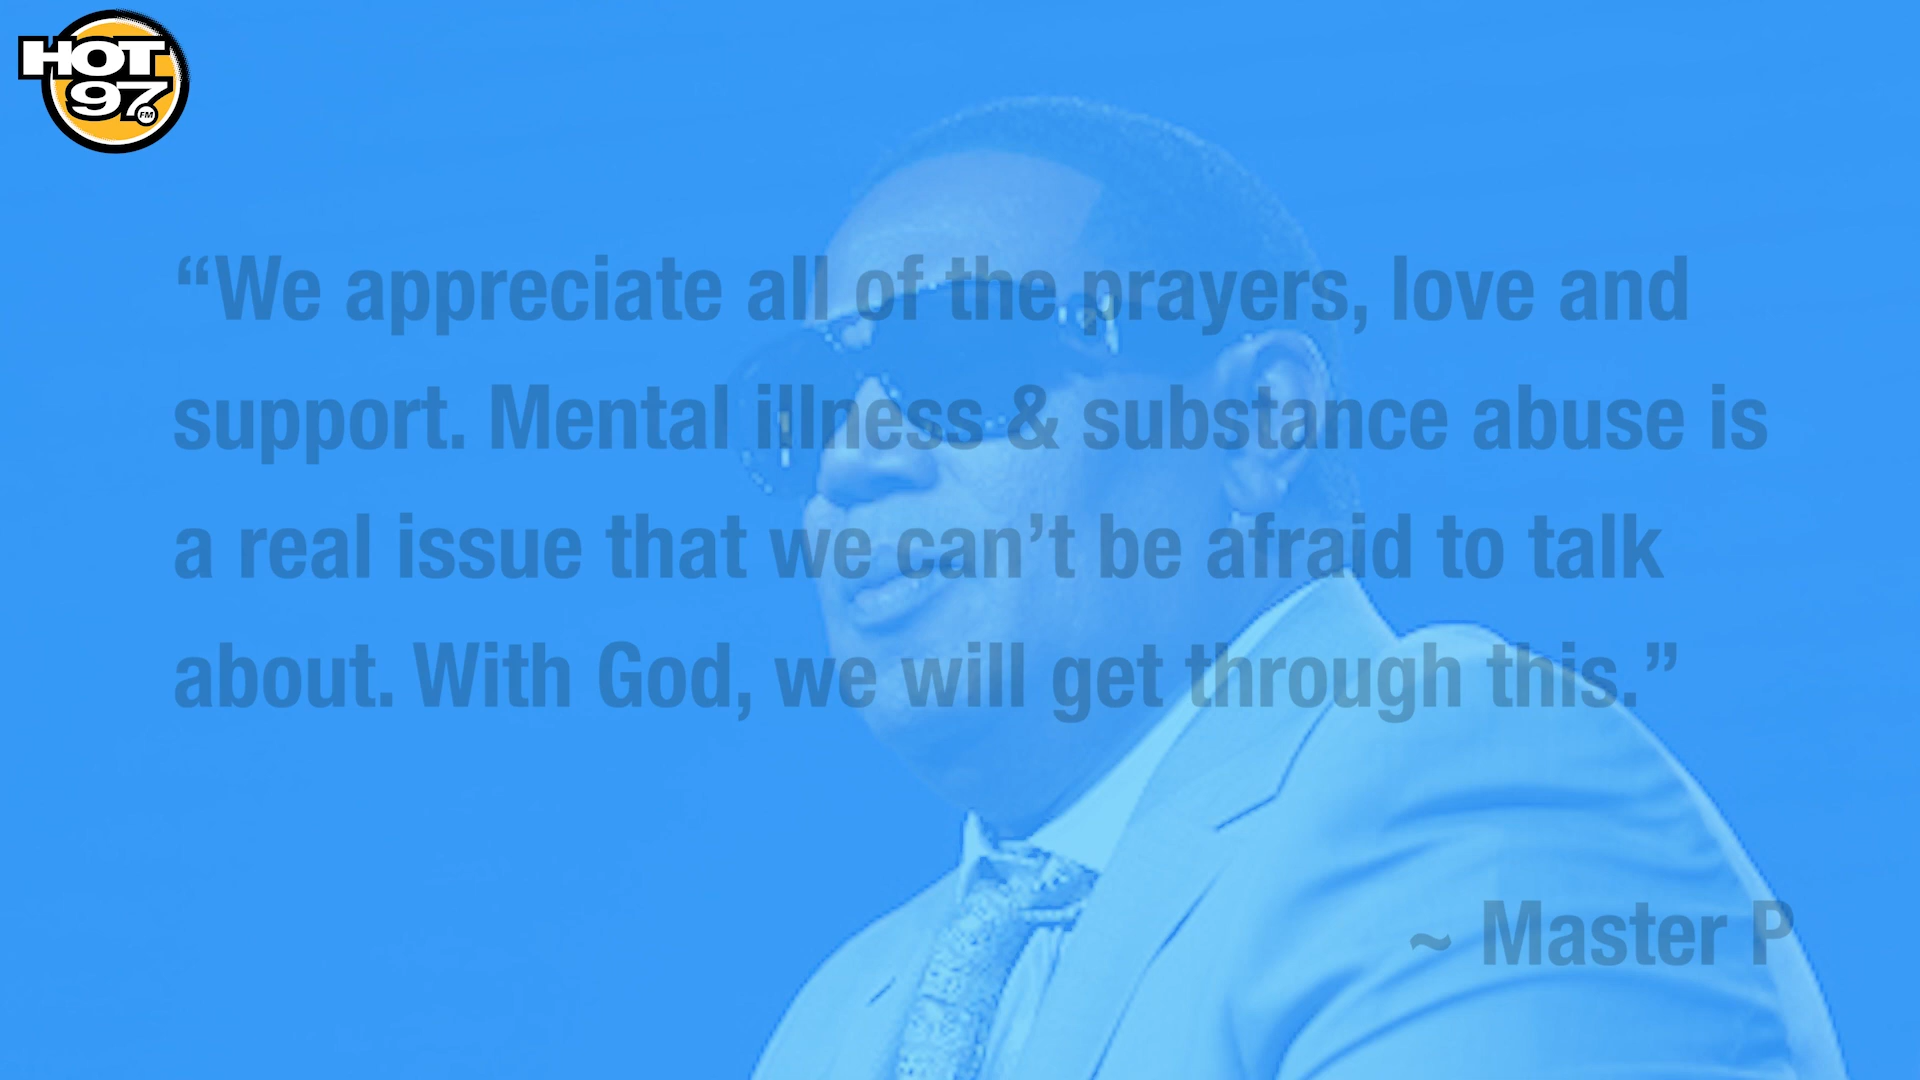 HOT
97
FM
“We appreciate all of the prayers, love and
support. Mental illness & substance abuse is
a real issue that we can’t be afraid to talk
about. With God, we will get through this.”
~ Master P